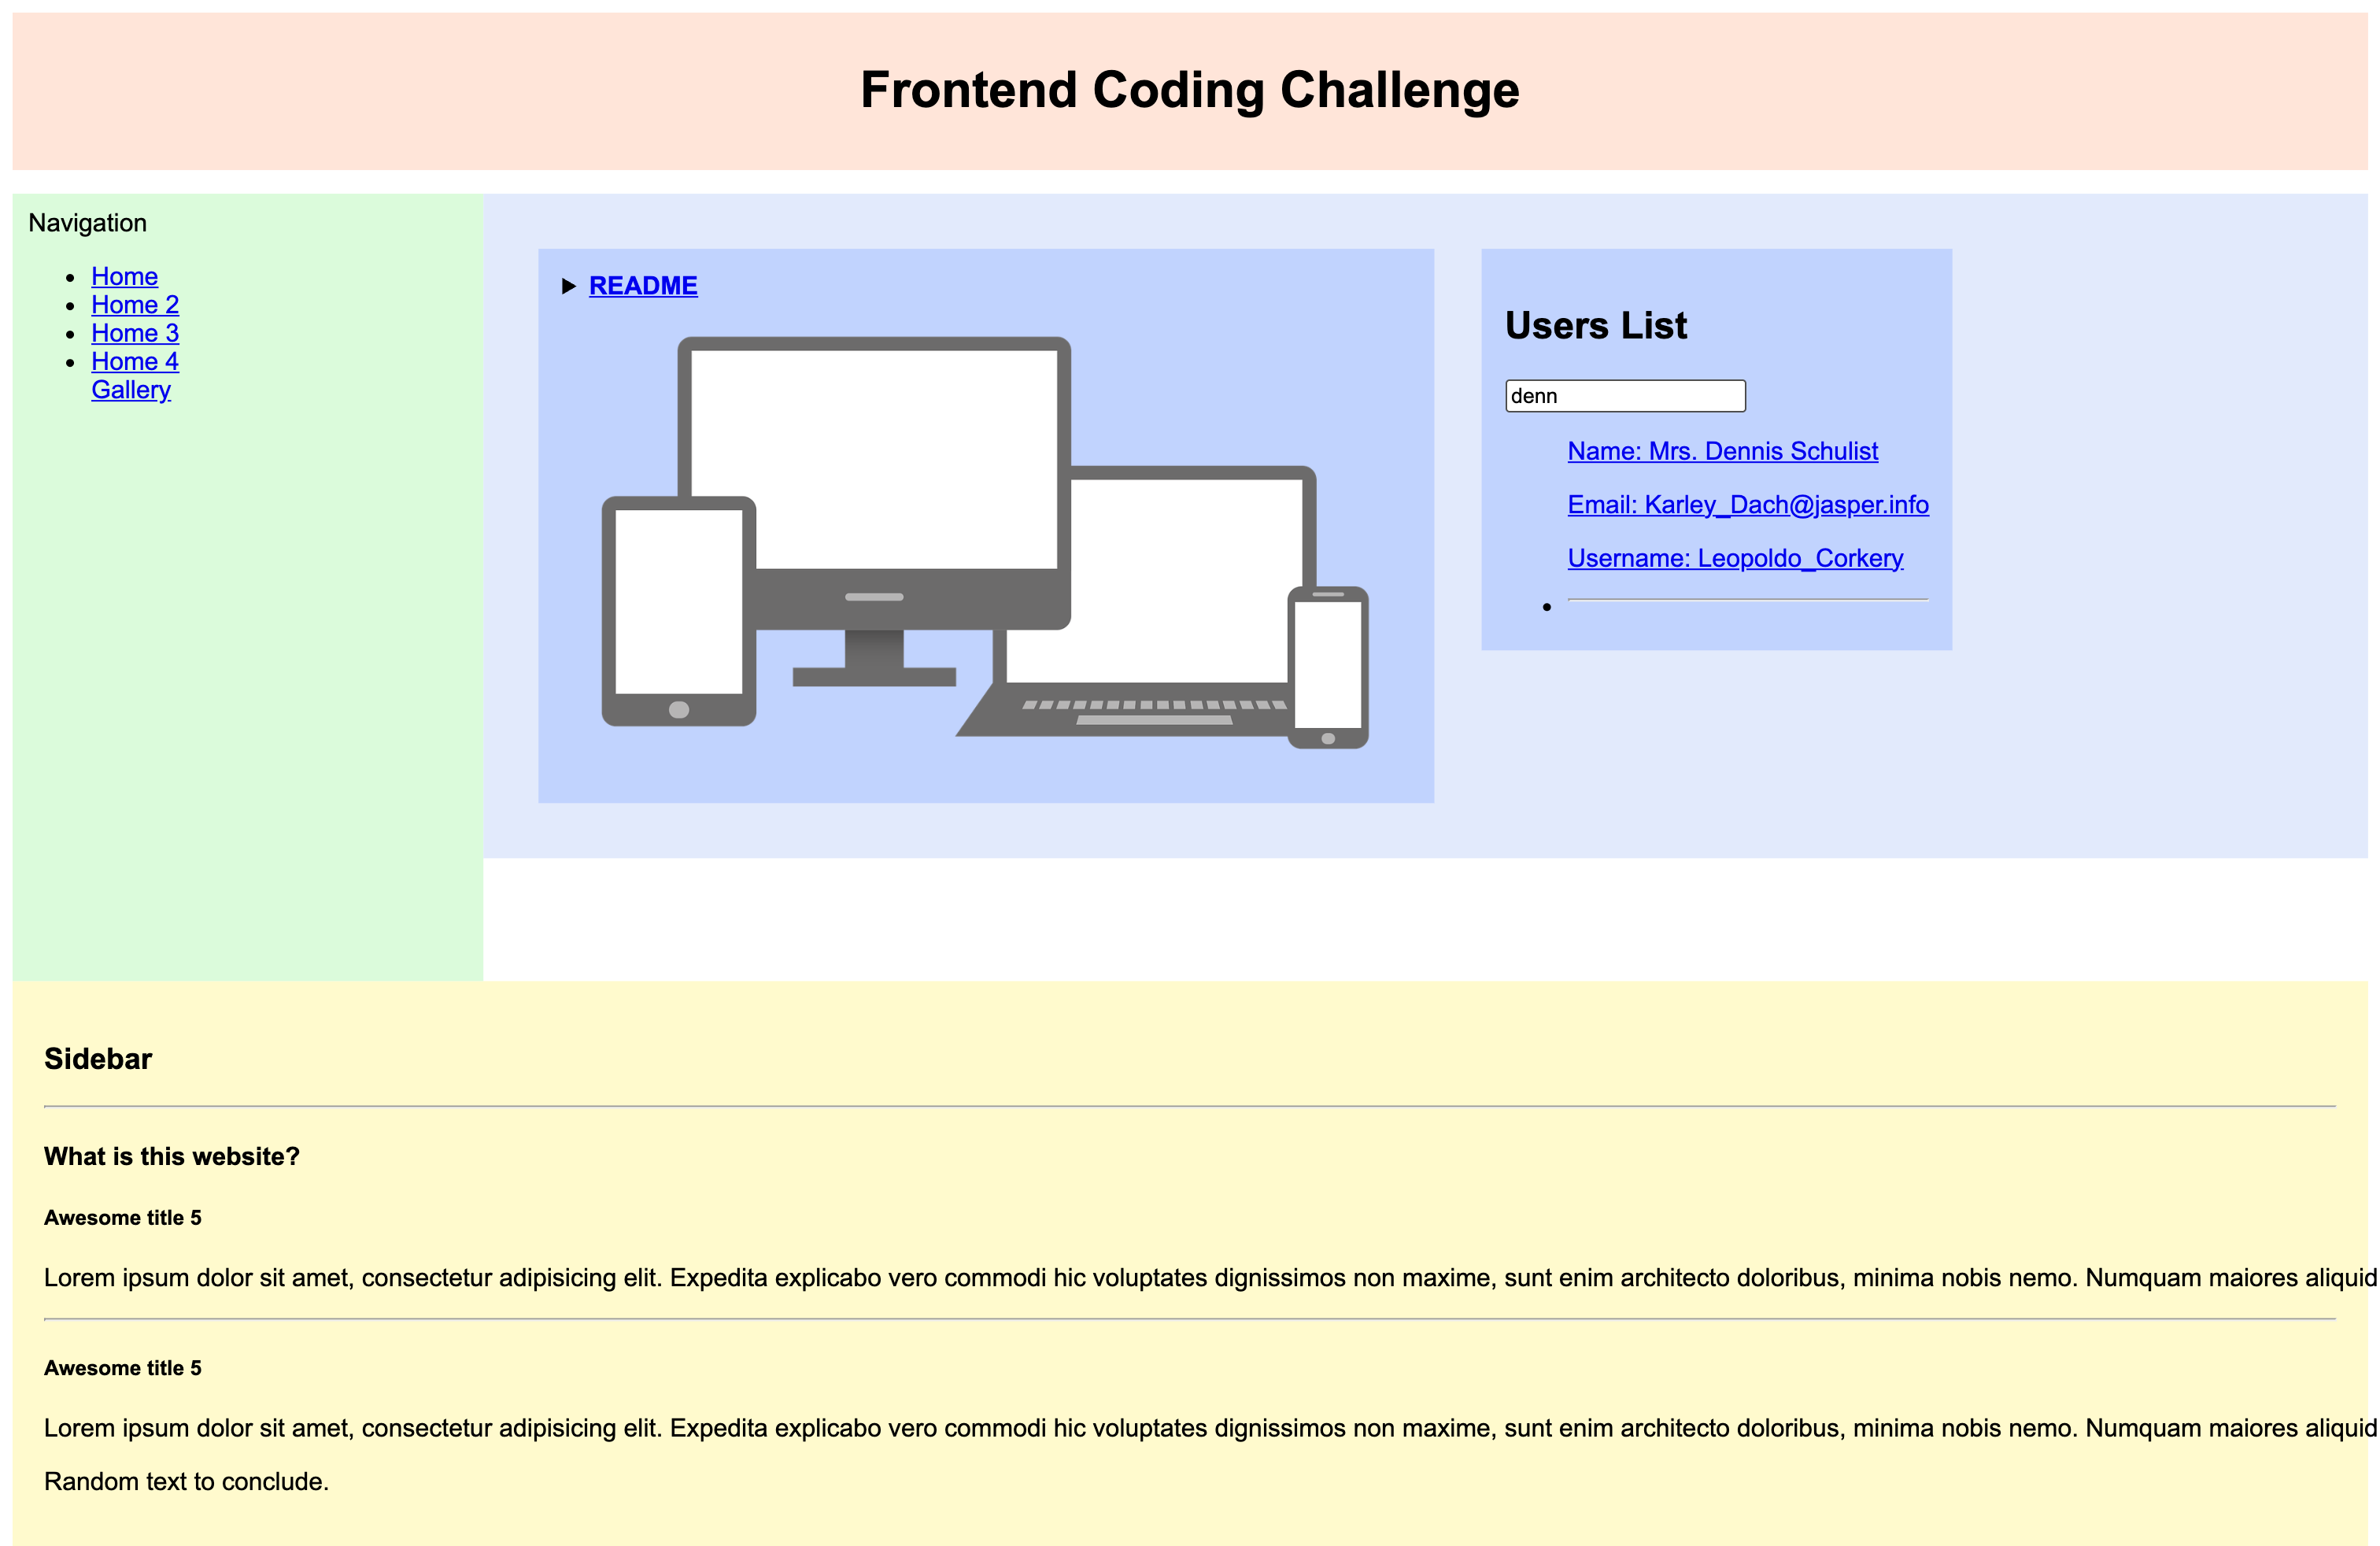 Frontend Coding Challenge
Navigation
Home
Home 2
Home 3
Home 4
Gallery
README
Users List
denn
Name: Mrs. Dennis Schulist
Email: Karley_Dach@jasper.info
Username: Leopoldo_Corkery
Sidebar
What is this website?
Awesome title 5
Lorem ipsum dolor sit amet, consectetur adipisicing elit. Expedita explicabo vero commodi hic voluptates dignissimos non maxime, sunt enim architecto doloribus, minima nobis nemo. Numquam maiores aliquid
Awesome title 5
Lorem ipsum dolor sit amet, consectetur adipisicing elit. Expedita explicabo vero commodi hic voluptates dignissimos non maxime, sunt enim architecto doloribus, minima nobis nemo. Numquam maiores aliquid
Random text to conclude.